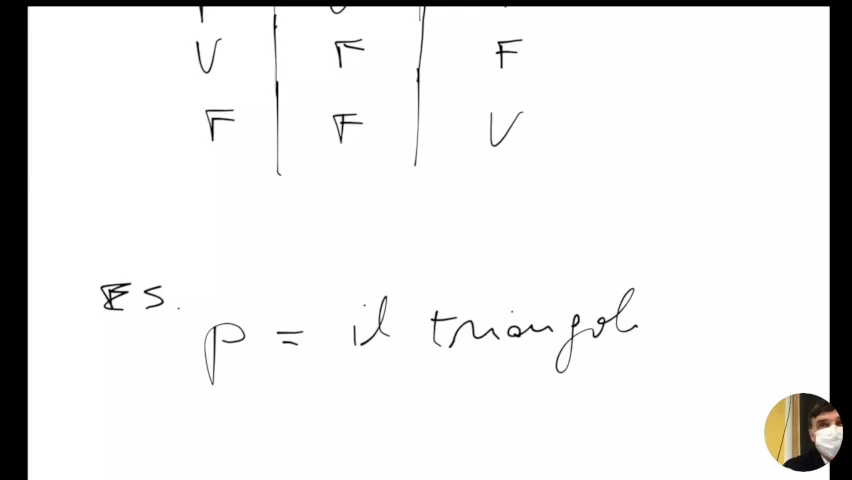 V F F
F F V
ES.
p = il triangol